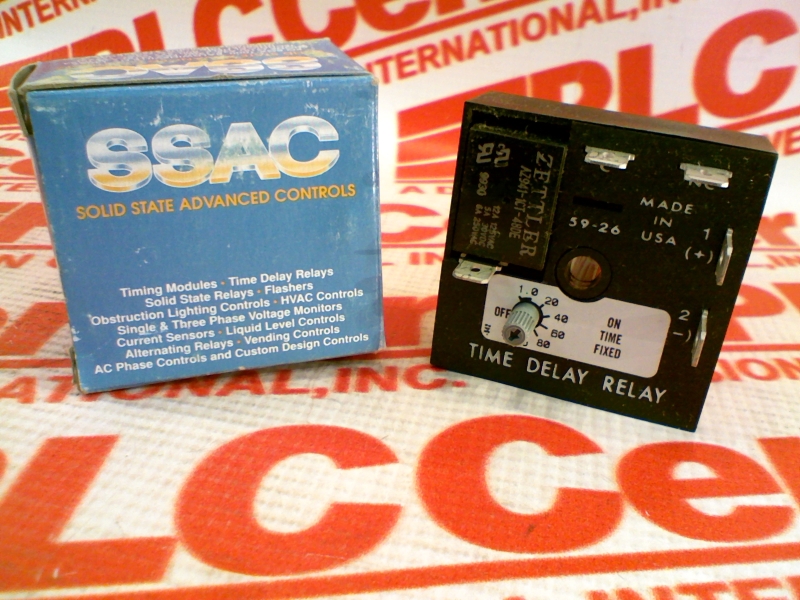 SSAC
SSAC
SOLID STATE ADVANCED CONTROLS
Timing Modules • Time Delay Relays
Solid State Relays • Flashers
Obstruction Lighting Controls • HVAC Controls
Single & Three Phase Voltage Monitors
Current Sensors • Liquid Level Controls
Alternating Relays • Vending Controls
AC Phase Controls and Custom Design Controls
ZETTLER
59-26
MADE
IN
USA
1
(+)
2
OFF
1.0
20
40
60
80
ON
TIME
FIXED
TIME DELAY RELAY
PLCCenter
INTERNATIONAL, INC.
PLCCen
INTERNATIONAL, INC.